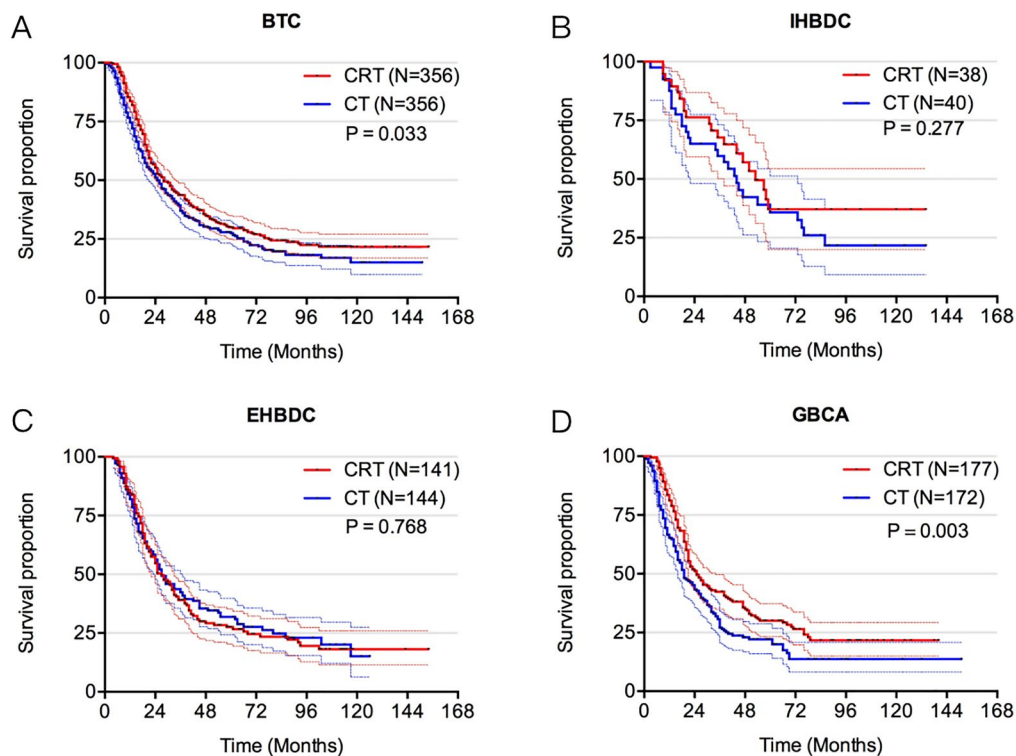 A
BTC
CRT (N=356)
CT (N=356)
P = 0.033
Survival proportion
100
75
50
25
0
0 24 48 72 96 120 144 168
Time (Months)
B
IHBDC
CRT (N=38)
CT (N=40)
P = 0.277
Survival proportion
100
75
50
25
0
0 24 48 72 96 120 144 168
Time (Months)
C
EHBDC
CRT (N=141)
CT (N=144)
P = 0.768
Survival proportion
100
75
50
25
0
0 24 48 72 96 120 144 168
Time (Months)
D
GBCA
CRT (N=177)
CT (N=172)
P = 0.003
Survival proportion
100
75
50
25
0
0 24 48 72 96 120 144 168
Time (Months)